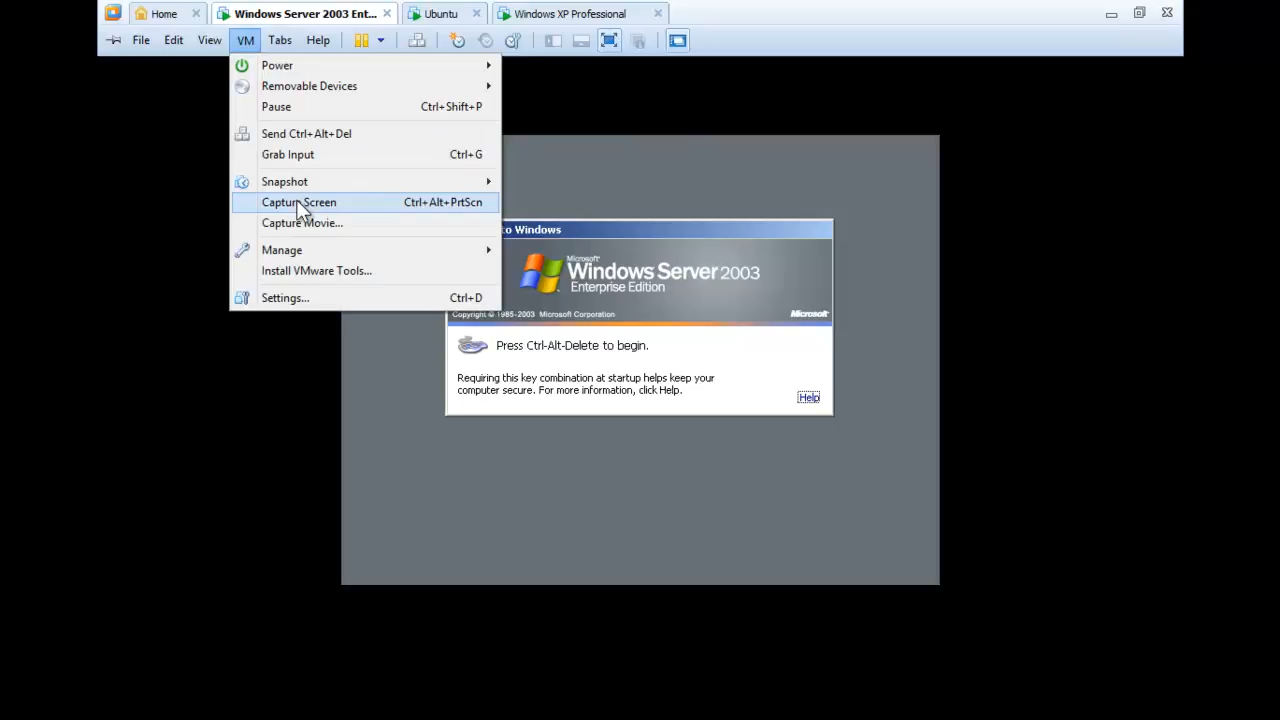 Home
Windows Server 2003 Ent...
Ubuntu
Windows XP Professional
File Edit View VM Tabs Help
Power
Removable Devices
Pause Ctrl+Shift+P
Send Ctrl+Alt+Del
Grab Input Ctrl+G
Snapshot
Capture Screen Ctrl+Alt+PrtScn
Capture Movie...
Manage
Install VMware Tools...
Settings... Ctrl+D
to Windows
Microsoft
Windows Server 2003
Enterprise Edition
Copyright © 1985-2003 Microsoft Corporation Microsoft
Press Ctrl-Alt-Delete to begin.
Requiring this key combination at startup helps keep your
computer secure. For more information, click Help.
Help